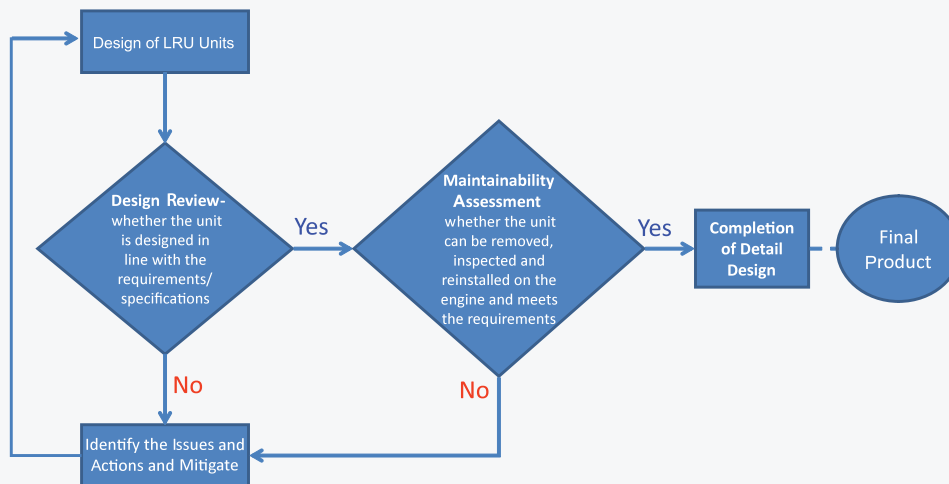 Design of LRU Units
Design Review-
whether the unit
is designed in
line with the
requirements/
specifications
Yes
Maintainability
Assessment
whether the unit
can be removed,
inspected and
reinstalled on the
engine and meets
the requirements
Yes
Completion
of Detail
Design
Final
Product
No
No
Identify the Issues and
Actions and Mitigate